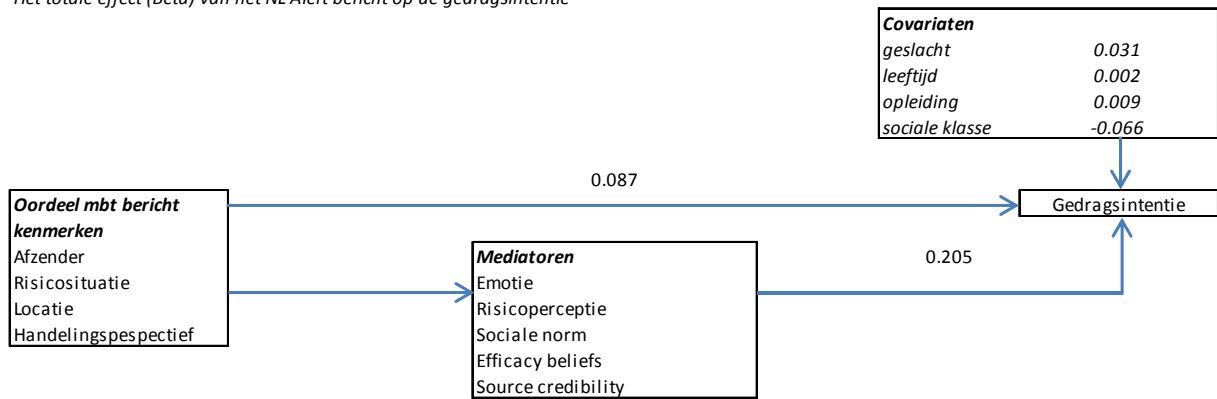 Het totale effect (Beta) van het NL Alert bericht op de gedragsintentie
Covariaten
geslacht 0.031
leeftijd 0.002
opleiding 0.009
sociale klasse -0.066
0.087
Oordeel mbt bericht
kenmerken
Afzender
Risicosituatie
Locatie
Handelingspespectief
Gedragsintentie
Mediatoren
Emotie
Risicoperceptie
Sociale norm
Efficacy beliefs
Source credibility
0.205